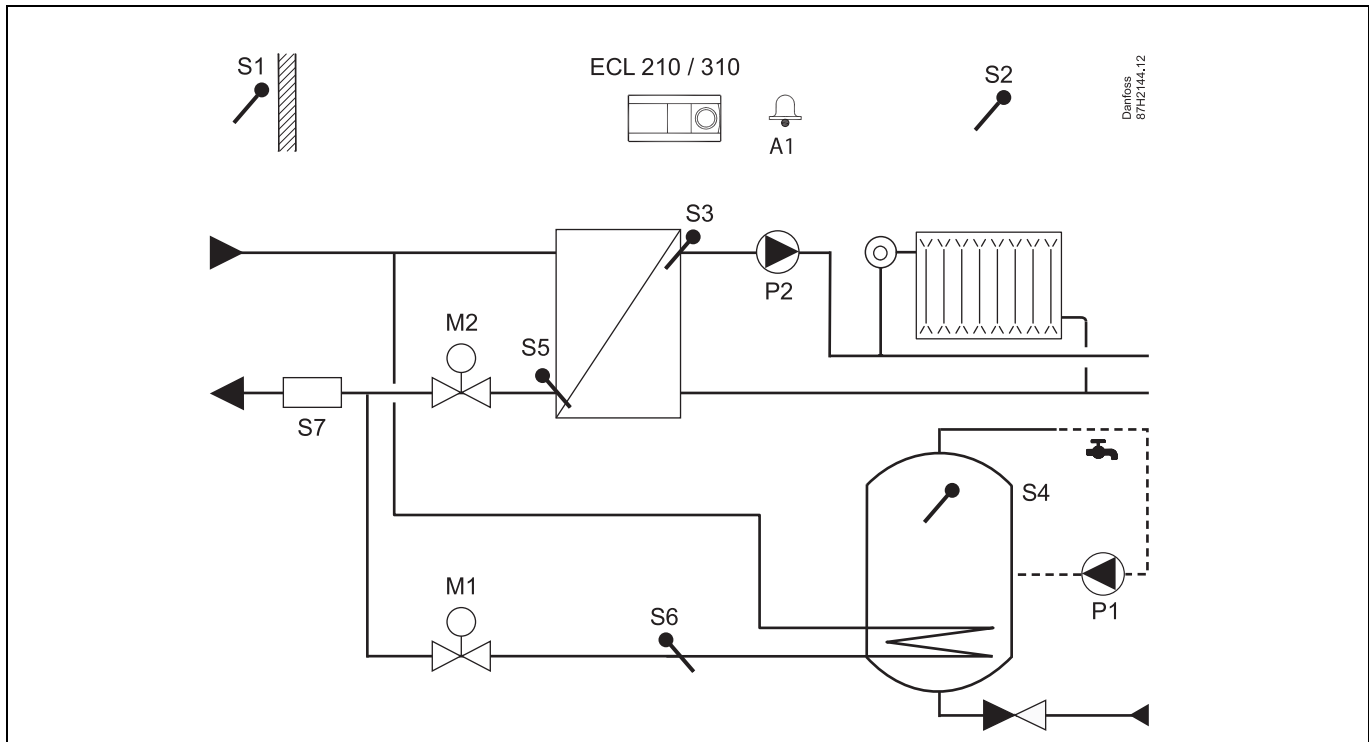 S1
ECL 210 / 310
S2
Danfoss
87H2144.12
A1
S3
P2
M2
S5
S7
S4
M1
S6
P1